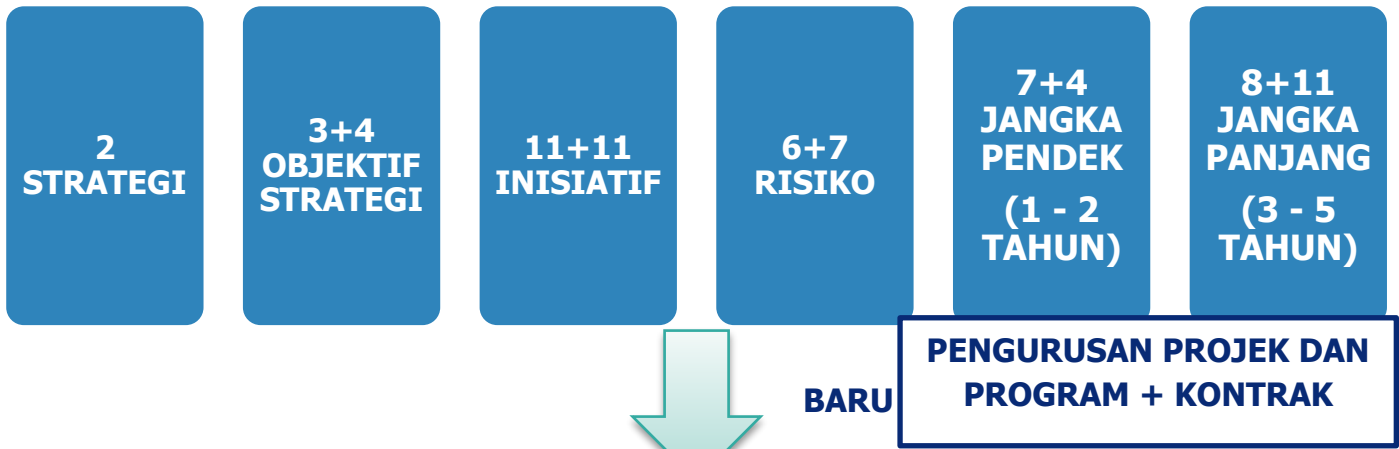 2
STRATEGI
3+4
OBJEKTIF
STRATEGI
11+11
INISIATIF
6+7
RISIKO
7+4
JANGKA
PENDEK
(1 - 2
TAHUN)
8+11
JANGKA
PANJANG
(3 - 5
TAHUN)
BARU
PENGURUSAN PROJEK DAN
PROGRAM + KONTRAK